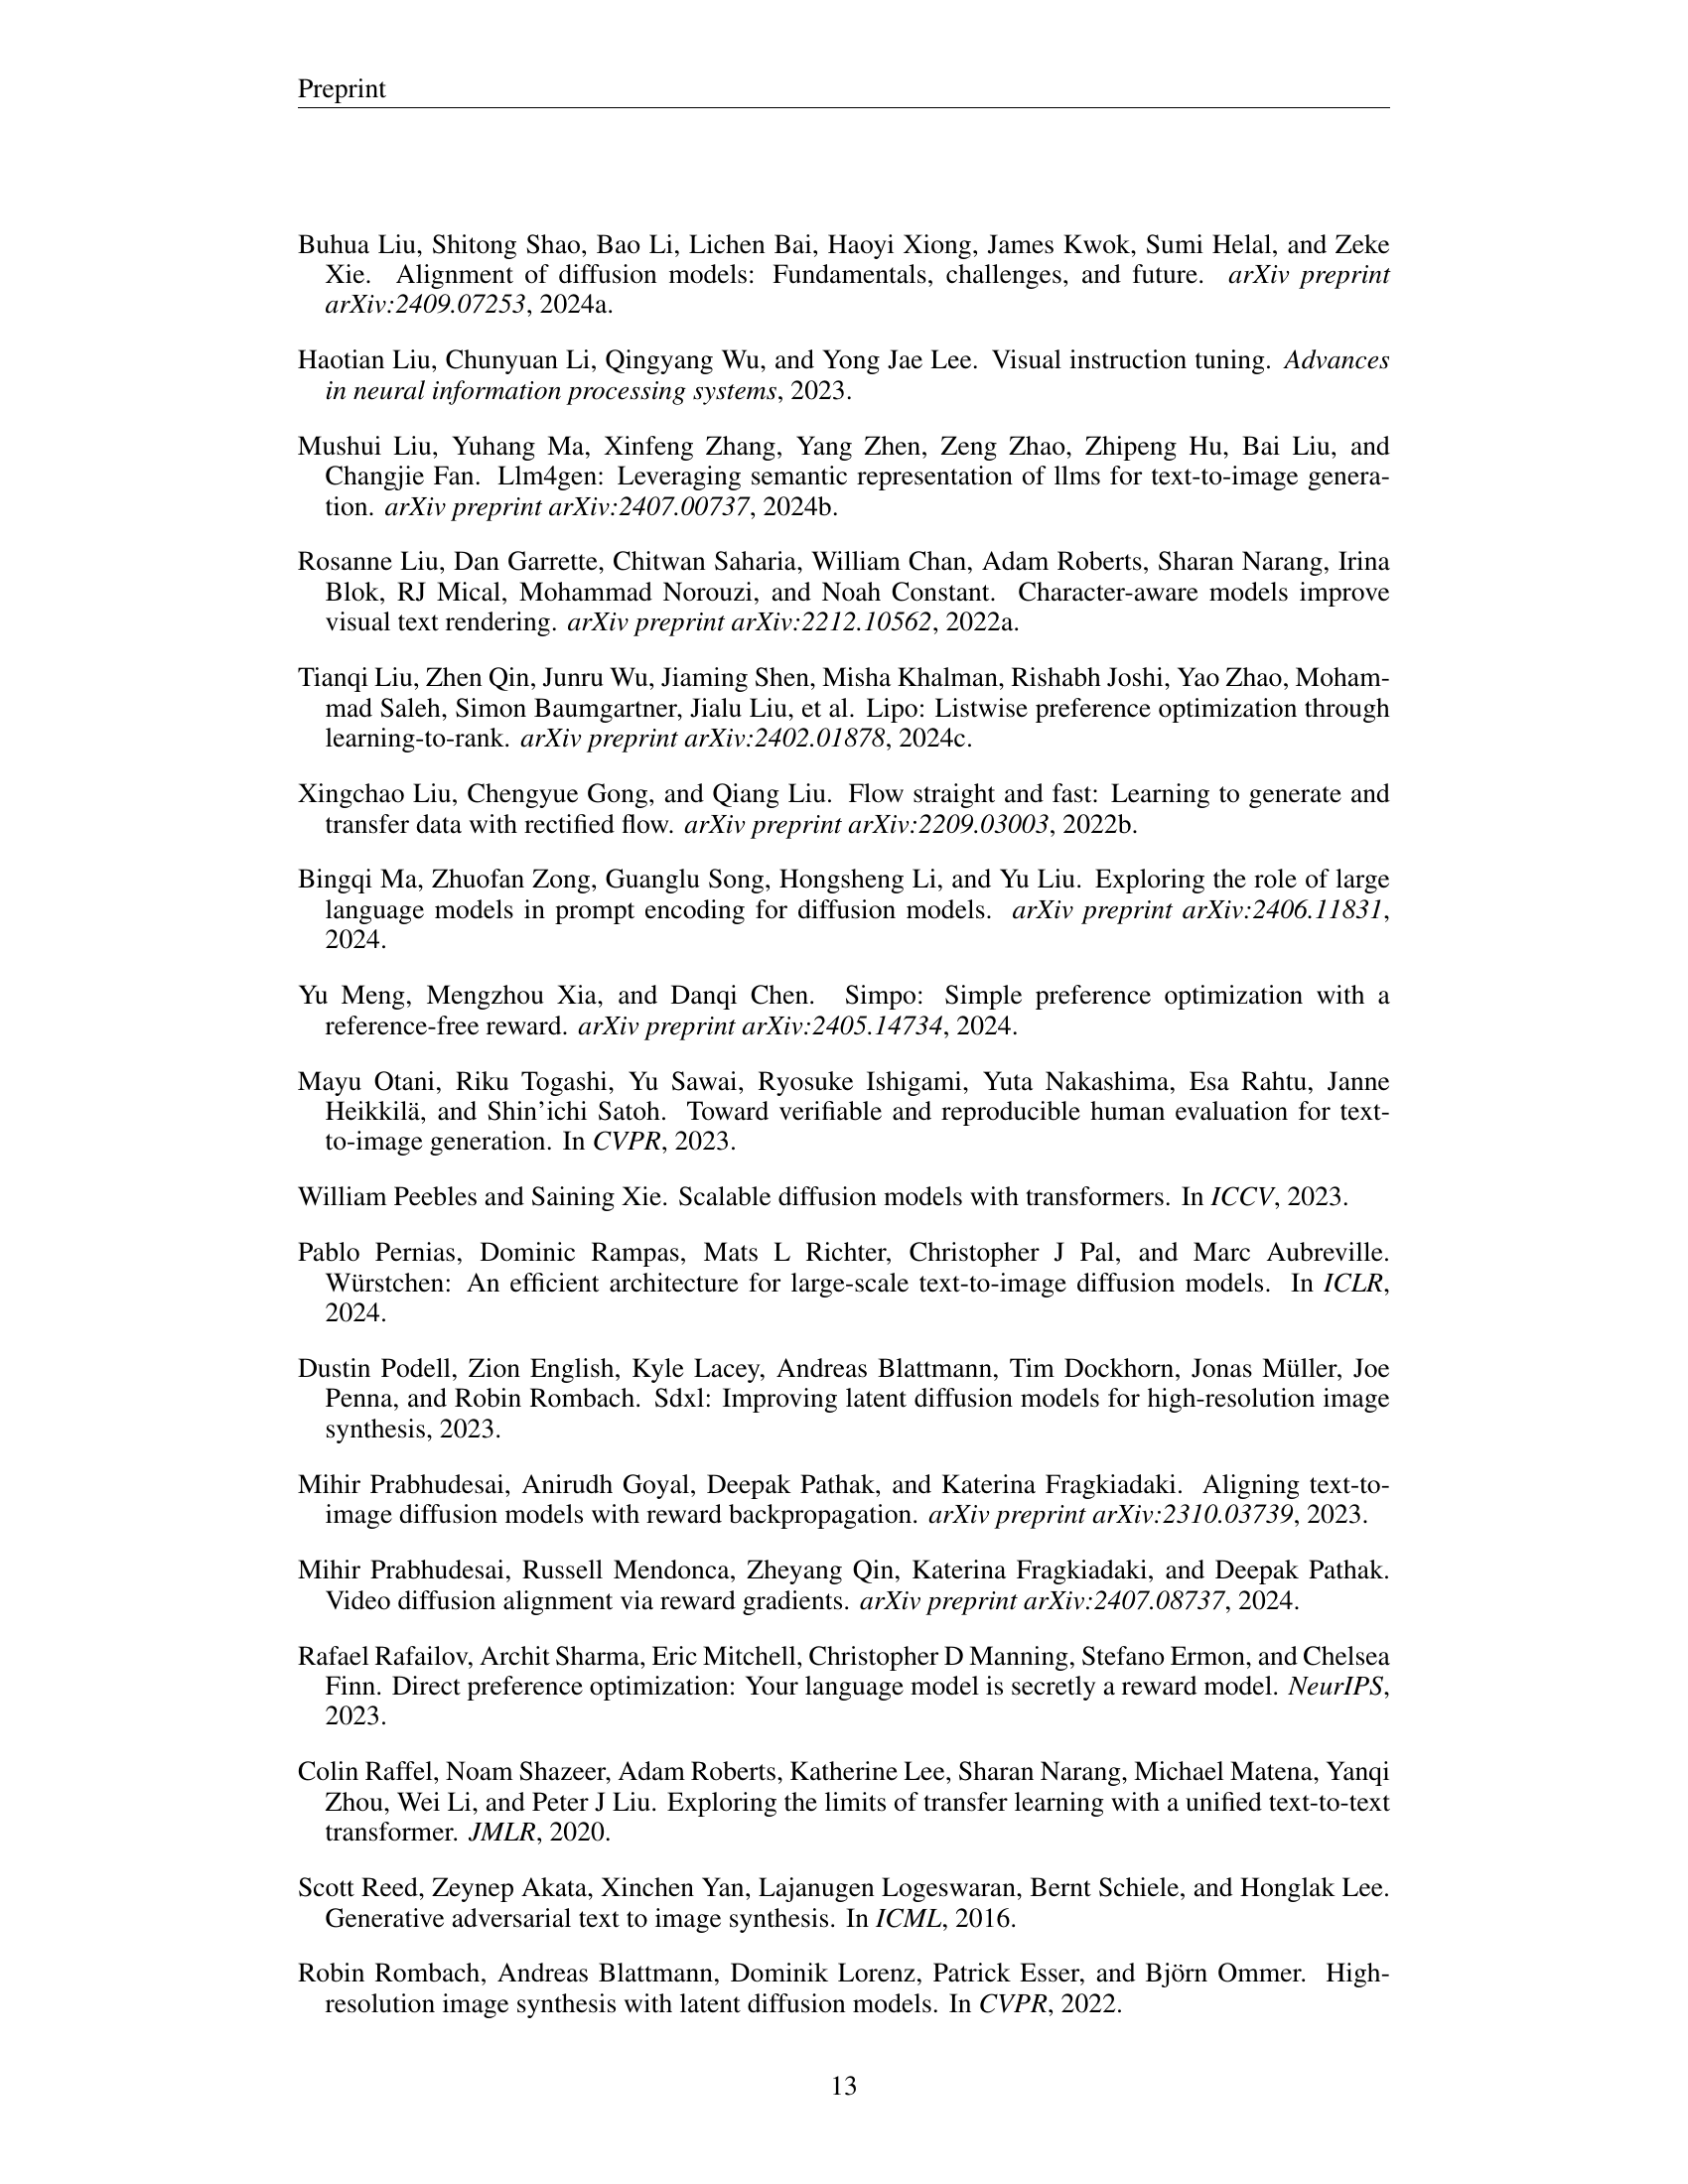 Preprint
Buhua Liu, Shitong Shao, Bao Li, Lichen Bai, Haoyi Xiong, James Kwok, Sumi Helal, and Zeke
Xie. Alignment of diffusion models: Fundamentals, challenges, and future. arXiv preprint
arXiv:2409.07253, 2024a.
Haotian Liu, Chunyuan Li, Qingyang Wu, and Yong Jae Lee. Visual instruction tuning. Advances
in neural information processing systems, 2023.
Mushui Liu, Yuhang Ma, Xinfeng Zhang, Yang Zhen, Zeng Zhao, Zhipeng Hu, Bai Liu, and
Changjie Fan. Llm4gen: Leveraging semantic representation of llms for text-to-image genera-
tion. arXiv preprint arXiv:2407.00737, 2024b.
Rosanne Liu, Dan Garrette, Chitwan Saharia, William Chan, Adam Roberts, Sharan Narang, Irina
Blok, RJ Mical, Mohammad Norouzi, and Noah Constant. Character-aware models improve
visual text rendering. arXiv preprint arXiv:2212.10562, 2022a.
Tianqi Liu, Zhen Qin, Junru Wu, Jiaming Shen, Misha Khalman, Rishabh Joshi, Yao Zhao, Moham-
mad Saleh, Simon Baumgartner, Jialu Liu, et al. Lipo: Listwise preference optimization through
learning-to-rank. arXiv preprint arXiv:2402.01878, 2024c.
Xingchao Liu, Chengyue Gong, and Qiang Liu. Flow straight and fast: Learning to generate and
transfer data with rectified flow. arXiv preprint arXiv:2209.03003, 2022b.
Bingqi Ma, Zhuofan Zong, Guanglu Song, Hongsheng Li, and Yu Liu. Exploring the role of large
language models in prompt encoding for diffusion models. arXiv preprint arXiv:2406.11831,
2024.
Yu Meng, Mengzhou Xia, and Danqi Chen. Simpo: Simple preference optimization with a
reference-free reward. arXiv preprint arXiv:2405.14734, 2024.
Mayu Otani, Riku Togashi, Yu Sawai, Ryosuke Ishigami, Yuta Nakashima, Esa Rahtu, Janne
Heikkilä, and Shin'ichi Satoh. Toward verifiable and reproducible human evaluation for text-
to-image generation. In CVPR, 2023.
William Peebles and Saining Xie. Scalable diffusion models with transformers. In ICCV, 2023.
Pablo Pernias, Dominic Rampas, Mats L Richter, Christopher J Pal, and Marc Aubreville.
Würstchen: An efficient architecture for large-scale text-to-image diffusion models. In ICLR,
2024.
Dustin Podell, Zion English, Kyle Lacey, Andreas Blattmann, Tim Dockhorn, Jonas Müller, Joe
Penna, and Robin Rombach. Sdxl: Improving latent diffusion models for high-resolution image
synthesis, 2023.
Mihir Prabhudesai, Anirudh Goyal, Deepak Pathak, and Katerina Fragkiadaki. Aligning text-to-
image diffusion models with reward backpropagation. arXiv preprint arXiv:2310.03739, 2023.
Mihir Prabhudesai, Russell Mendonca, Zheyang Qin, Katerina Fragkiadaki, and Deepak Pathak.
Video diffusion alignment via reward gradients. arXiv preprint arXiv:2407.08737, 2024.
Rafael Rafailov, Archit Sharma, Eric Mitchell, Christopher D Manning, Stefano Ermon, and Chelsea
Finn. Direct preference optimization: Your language model is secretly a reward model. NeurIPS,
2023.
Colin Raffel, Noam Shazeer, Adam Roberts, Katherine Lee, Sharan Narang, Michael Matena, Yanqi
Zhou, Wei Li, and Peter J Liu. Exploring the limits of transfer learning with a unified text-to-text
transformer. JMLR, 2020.
Scott Reed, Zeynep Akata, Xinchen Yan, Lajanugen Logeswaran, Bernt Schiele, and Honglak Lee.
Generative adversarial text to image synthesis. In ICML, 2016.
Robin Rombach, Andreas Blattmann, Dominik Lorenz, Patrick Esser, and Björn Ommer. High-
resolution image synthesis with latent diffusion models. In CVPR, 2022.
13